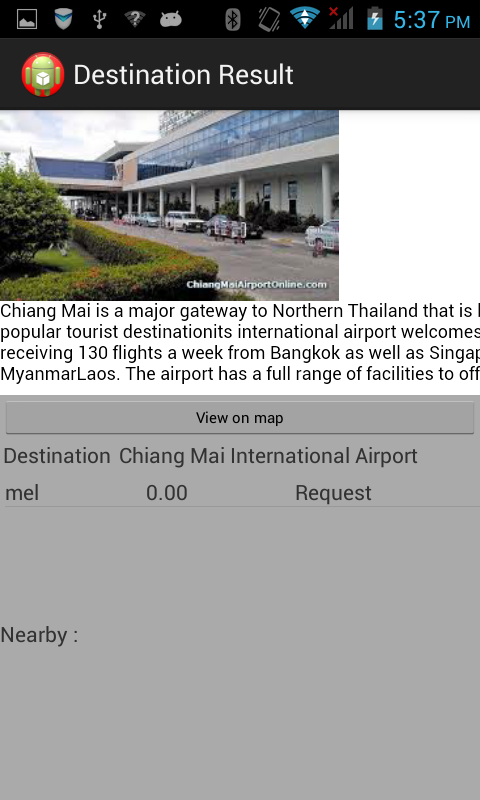 5:37 PM
Destination Result
ChiangMaiAirportOnline.com
Chiang Mai is a major gateway to Northern Thailand that is
popular tourist destinationits international airport welcomes
receiving 130 flights a week from Bangkok as well as Singap
MyanmarLaos. The airport has a full range of facilities to off
View on map
Destination Chiang Mai International Airport
mel 0.00 Request
Nearby :